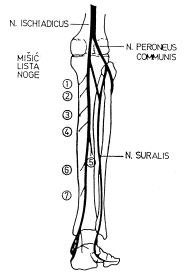 N. ISCHIADICUS
N. PERONEUS
COMMUNIS
MIŠIĆ
LISTA
NOGE
1
2
3
4
5
N. SURALIS
6
7